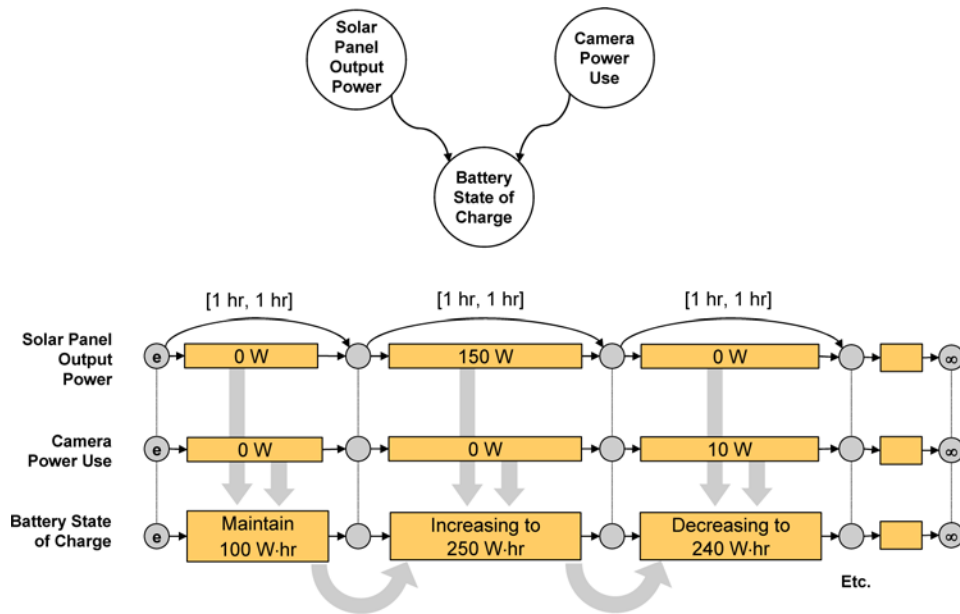 Solar
Panel
Output
Power
Camera
Power
Use
Battery
State of
Charge
[1 hr, 1 hr]
[1 hr, 1 hr]
[1 hr, 1 hr]
Solar Panel
Output
Power
e
0 W
150 W
0 W
∞
Camera
Power Use
e
0 W
0 W
10 W
∞
Battery State
of Charge
e
Maintain
100 W·hr
Increasing to
250 W·hr
Decreasing to
240 W·hr
∞
Etc.